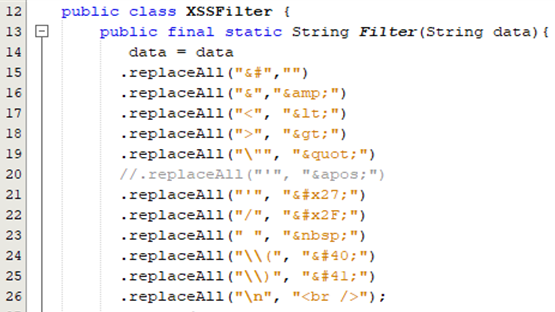 12 public class XSSFilter {
13 public final static String Filter(String data){
14 data = data
15 .replaceAll("&#","")
16 .replaceAll("&","&amp;")
17 .replaceAll("<", "&lt;")
18 .replaceAll(">", "&gt;")
19 .replaceAll("\"", "&quot;")
20 //.replaceAll("'", "&apos;")
21 .replaceAll("'", "&#x27;")
22 .replaceAll("/", "&#x2F;")
23 .replaceAll(" ", "&nbsp;")
24 .replaceAll("\\(", "&#40;")
25 .replaceAll("\\)", "&#41;")
26 .replaceAll("\n", "<br />");